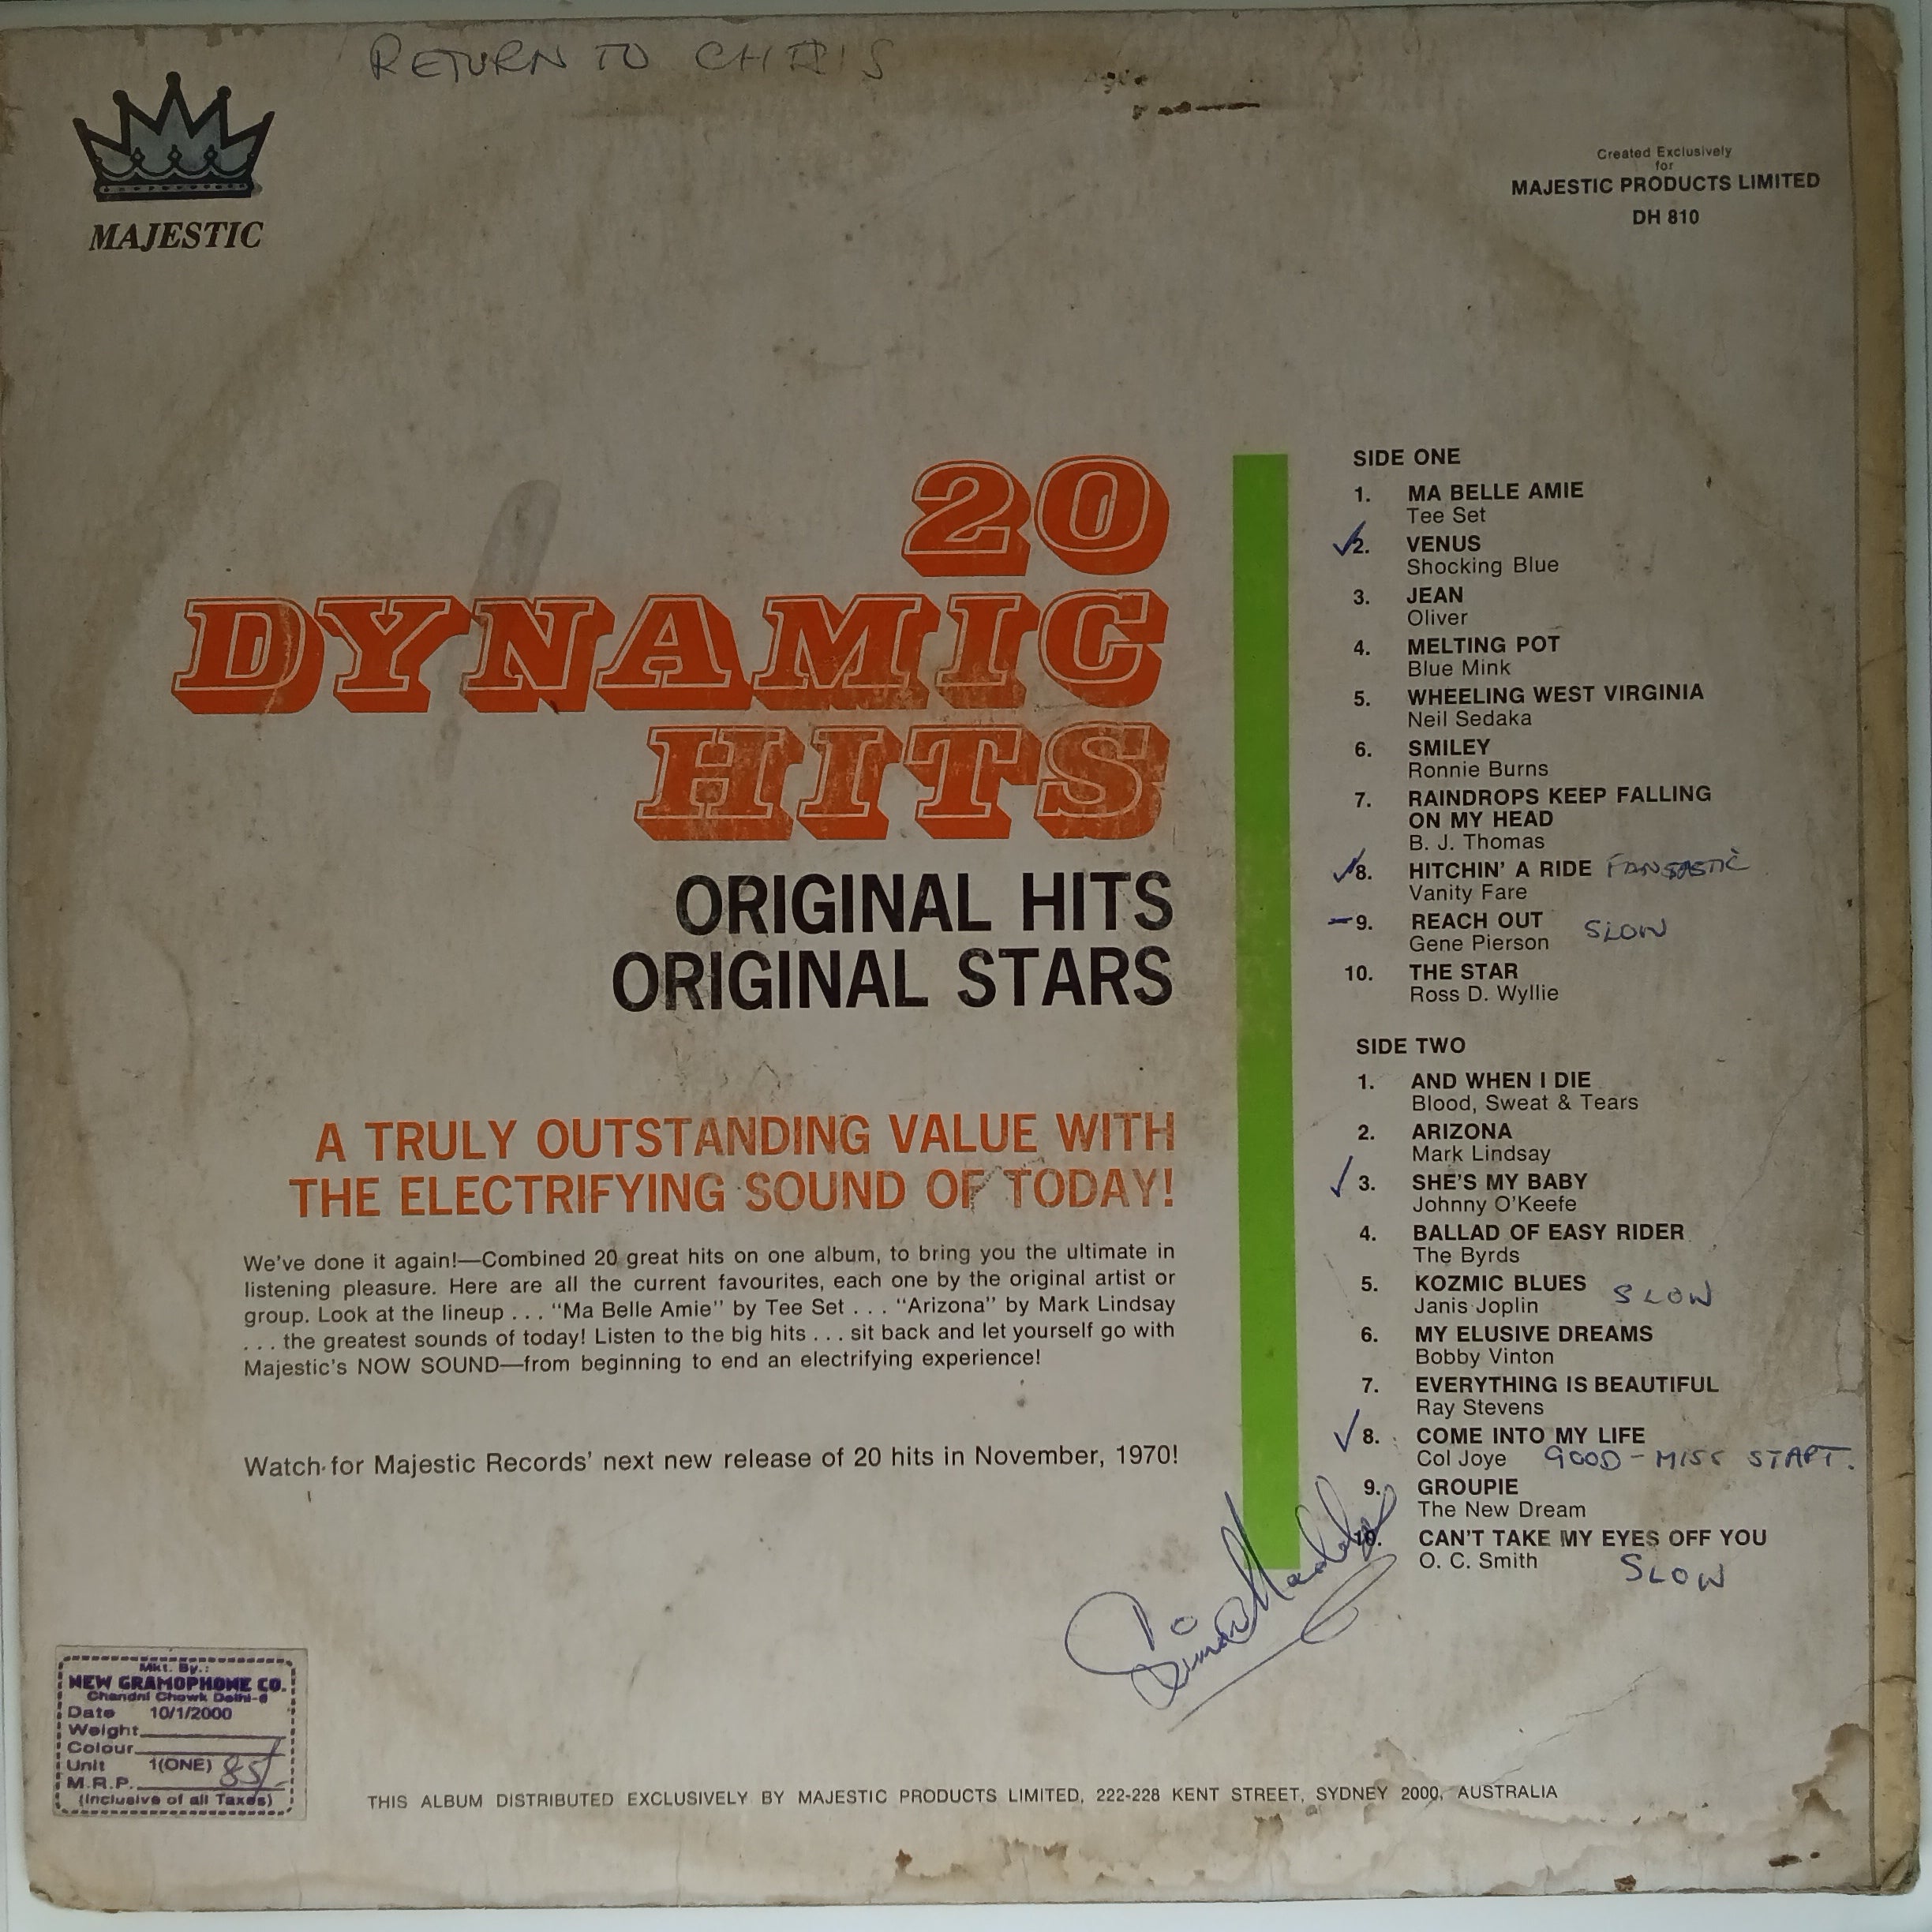 RETURN TO CHRIS
MAJESTIC
Created Exclusively
for
MAJESTIC PRODUCTS LIMITED
DH 810
20
DYNAMIC
HITS
ORIGINAL HITS
ORIGINAL STARS
A TRULY OUTSTANDING VALUE WITH
THE ELECTRIFYING SOUND OF TODAY!
We've done it again!—Combined 20 great hits on one album, to bring you the ultimate in
listening pleasure. Here are all the current favourites, each one by the original artist or
group. Look at the lineup . . . "Ma Belle Amie" by Tee Set . . . "Arizona" by Mark Lindsay
. . . the greatest sounds of today! Listen to the big hits . . . sit back and let yourself go with
Majestic's NOW SOUND—from beginning to end an electrifying experience!
Watch for Majestic Records' next new release of 20 hits in November, 1970!
SIDE ONE
1. MA BELLE AMIE
Tee Set
✓2. VENUS
Shocking Blue
3. JEAN
Oliver
4. MELTING POT
Blue Mink
5. WHEELING WEST VIRGINIA
Neil Sedaka
6. SMILEY
Ronnie Burns
7. RAINDROPS KEEP FALLING
ON MY HEAD
B. J. Thomas
✓8. HITCHIN' A RIDE FANTASTIC
Vanity Fare
–9. REACH OUT SLOW
Gene Pierson
10. THE STAR
Ross D. Wyllie
SIDE TWO
1. AND WHEN I DIE
Blood, Sweat & Tears
2. ARIZONA
Mark Lindsay
✓3. SHE'S MY BABY
Johnny O'Keefe
4. BALLAD OF EASY RIDER
The Byrds
5. KOZMIC BLUES SLOW
Janis Joplin
6. MY ELUSIVE DREAMS
Bobby Vinton
7. EVERYTHING IS BEAUTIFUL
Ray Stevens
✓8. COME INTO MY LIFE
Col Joye GOOD - MISS START.
9. GROUPIE
The New Dream
10. CAN'T TAKE MY EYES OFF YOU
O. C. Smith SLOW
Mkt. By.:
NEW GRAMOPHONE CO.
Chandni Chowk Delhi-6
Date 10/1/2000
Weight
Colour
Unit 1(ONE)
M.R.P. 85/-
(Inclusive of all Taxes)
THIS ALBUM DISTRIBUTED EXCLUSIVELY BY MAJESTIC PRODUCTS LIMITED, 222-228 KENT STREET, SYDNEY 2000, AUSTRALIA